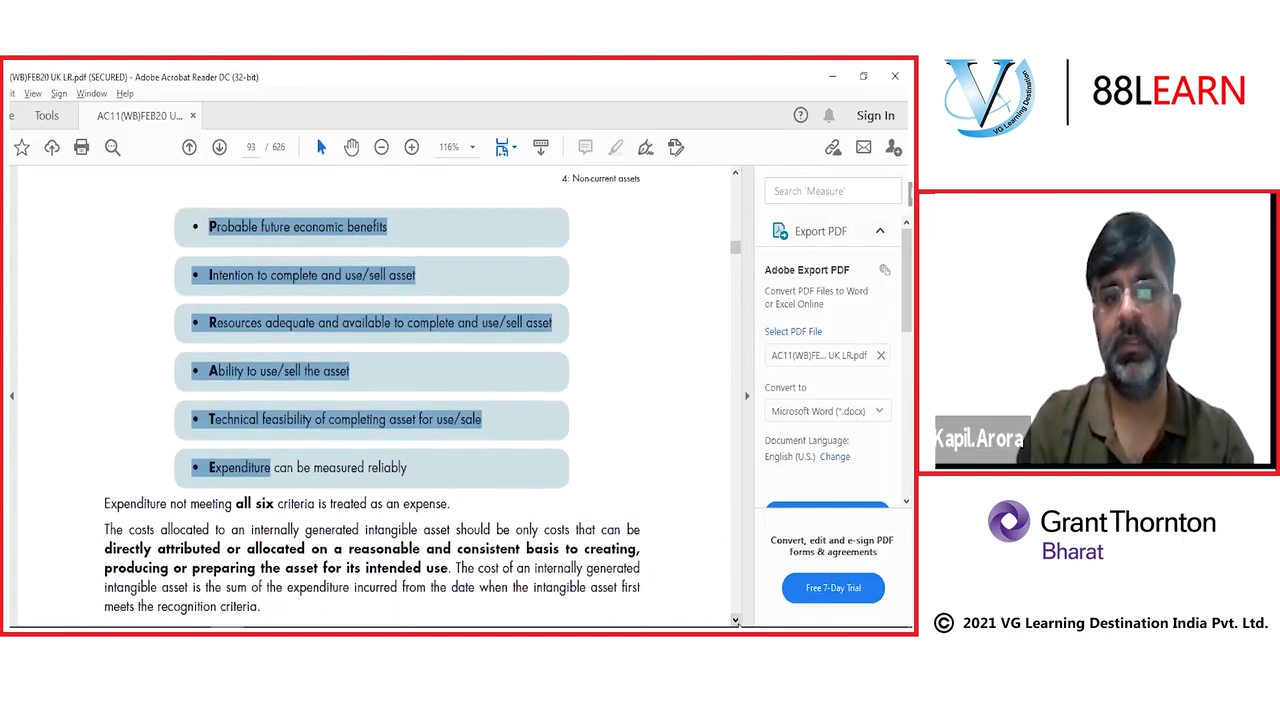 (WB)FEB20 UK LR.pdf (SECURED) - Adobe Acrobat Reader DC (32-bit)
it View Sign Window Help
e Tools AC11(WB)FEB20 U... × Sign In
93 / 626 116%
4: Non-current assets
• Probable future economic benefits
• Intention to complete and use/sell asset
• Resources adequate and available to complete and use/sell asset
• Ability to use/sell the asset
• Technical feasibility of completing asset for use/sale
• Expenditure can be measured reliably
Expenditure not meeting all six criteria is treated as an expense.
The costs allocated to an internally generated intangible asset should be only costs that can be
directly attributed or allocated on a reasonable and consistent basis to creating,
producing or preparing the asset for its intended use. The cost of an internally generated
intangible asset is the sum of the expenditure incurred from the date when the intangible asset first
meets the recognition criteria.
Search 'Measure'
Export PDF
Adobe Export PDF
Convert PDF Files to Word
or Excel Online
Select PDF File
AC11(WB)FE... UK LR.pdf
Convert to
Microsoft Word (*.docx)
Document Language:
English (U.S.) Change
Convert, edit and e-sign PDF
forms & agreements
Free 7-Day Trial
V
VG Learning Destination
88LEARN
Kapil.Arora
GrantThornton
Bharat
© 2021 VG Learning Destination India Pvt. Ltd.